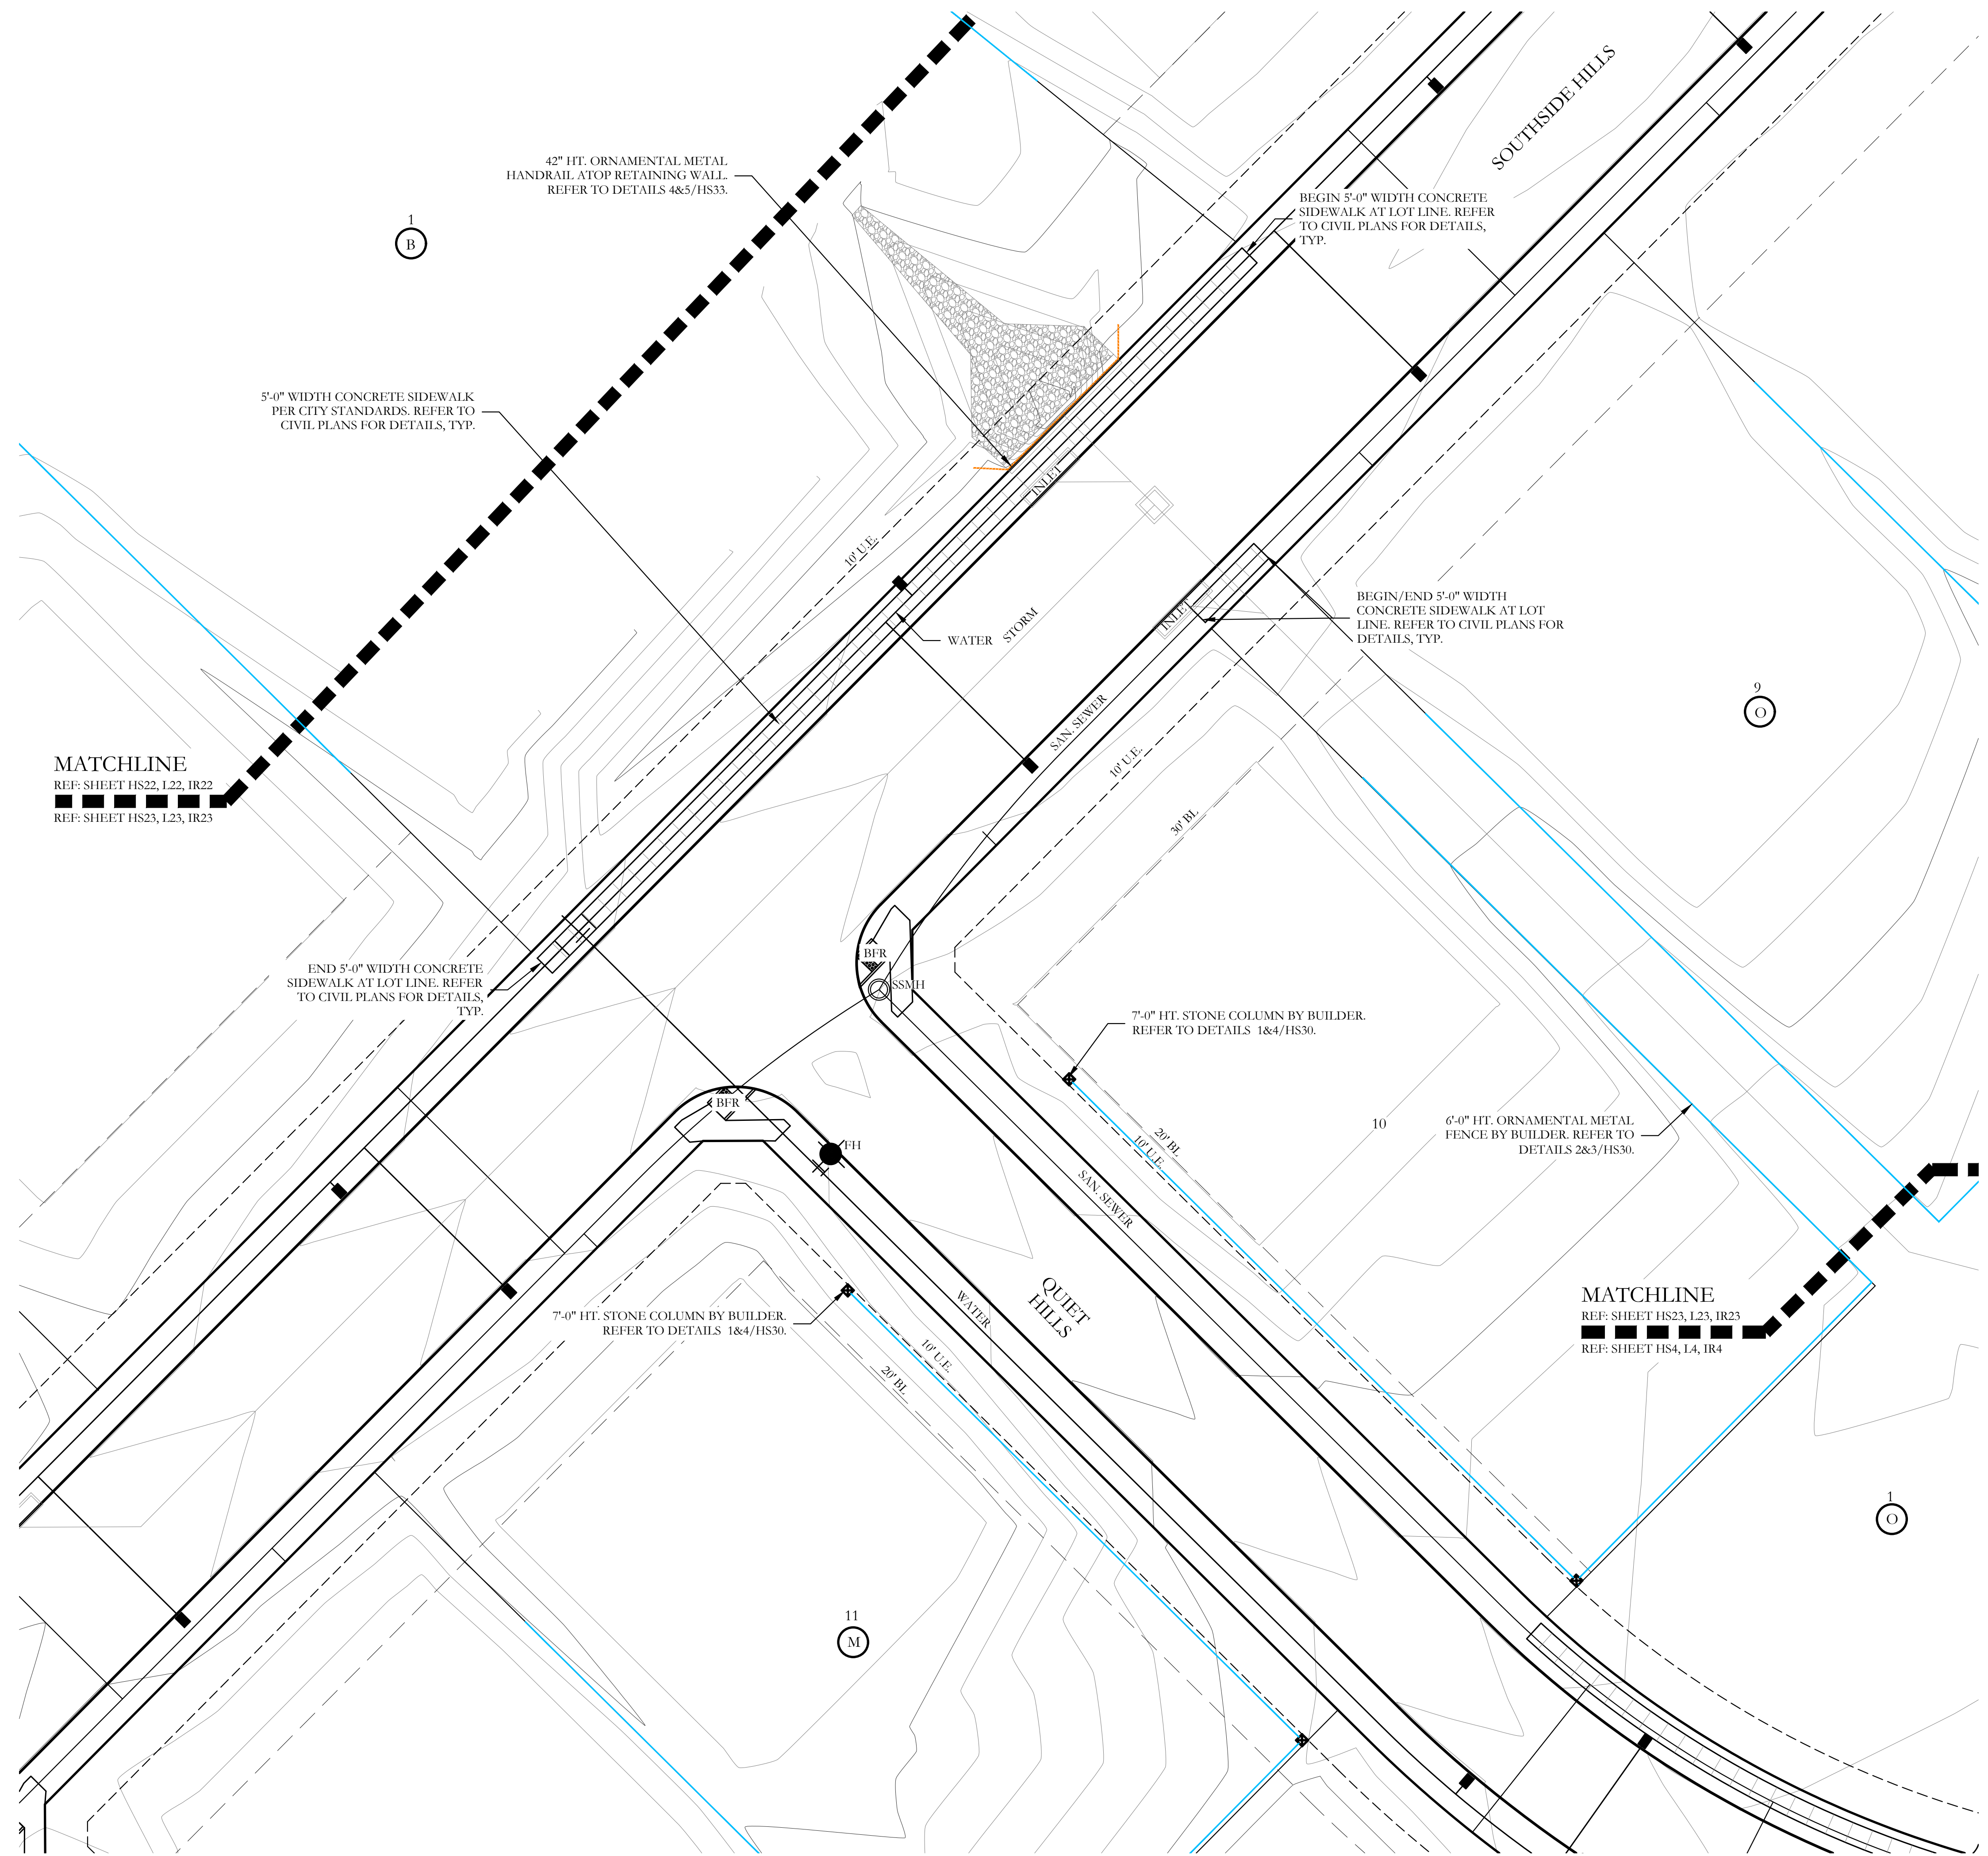 SOUTHSIDE HILLS
42" HT. ORNAMENTAL METAL
HANDRAIL ATOP RETAINING WALL.
REFER TO DETAILS 4&5/HS33.
BEGIN 5'-0" WIDTH CONCRETE
SIDEWALK AT LOT LINE. REFER
TO CIVIL PLANS FOR DETAILS,
TYP.
1
B
5'-0" WIDTH CONCRETE SIDEWALK
PER CITY STANDARDS. REFER TO
CIVIL PLANS FOR DETAILS, TYP.
INLET
10' U.E.
BEGIN/END 5'-0" WIDTH
CONCRETE SIDEWALK AT LOT
LINE. REFER TO CIVIL PLANS FOR
DETAILS, TYP.
INLET
WATER
STORM
9
O
SAN. SEWER
10' U.E.
MATCHLINE
REF: SHEET HS22, L22, IR22
REF: SHEET HS23, L23, IR23
30' BL
BFR
SSMH
END 5'-0" WIDTH CONCRETE
SIDEWALK AT LOT LINE. REFER
TO CIVIL PLANS FOR DETAILS,
TYP.
7'-0" HT. STONE COLUMN BY BUILDER.
REFER TO DETAILS 1&4/HS30.
BFR
FH
10
20' BL
10' U.E.
6'-0" HT. ORNAMENTAL METAL
FENCE BY BUILDER. REFER TO
DETAILS 2&3/HS30.
SAN. SEWER
QUIET
HILLS
WATER
7'-0" HT. STONE COLUMN BY BUILDER.
REFER TO DETAILS 1&4/HS30.
MATCHLINE
REF: SHEET HS23, L23, IR23
REF: SHEET HS4, L4, IR4
10' U.E.
20' BL
1
O
11
M